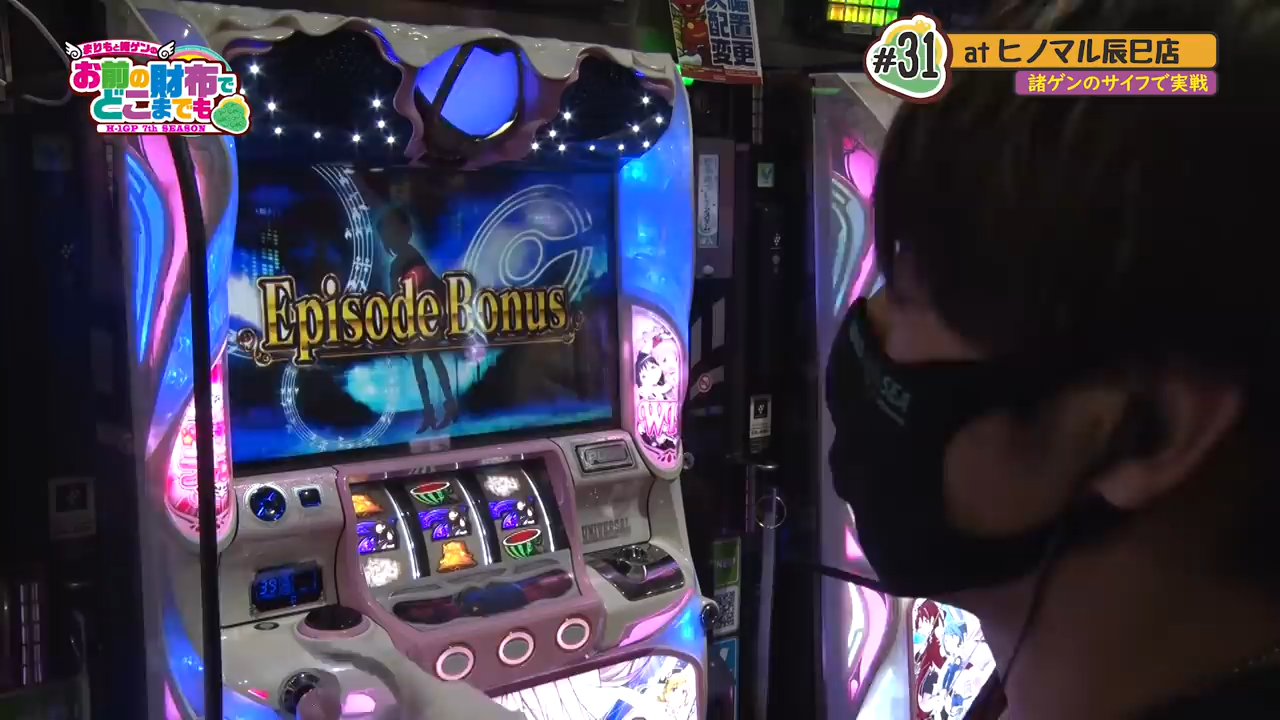 まりもと諸ゲンの
お前の財布で
どこまでも
H-1GP 7th SEASON
#31
at ヒノマル辰巳店
諸ゲンのサイフで実戦
配置
変更
Episode Bonus
UNIVERSAL